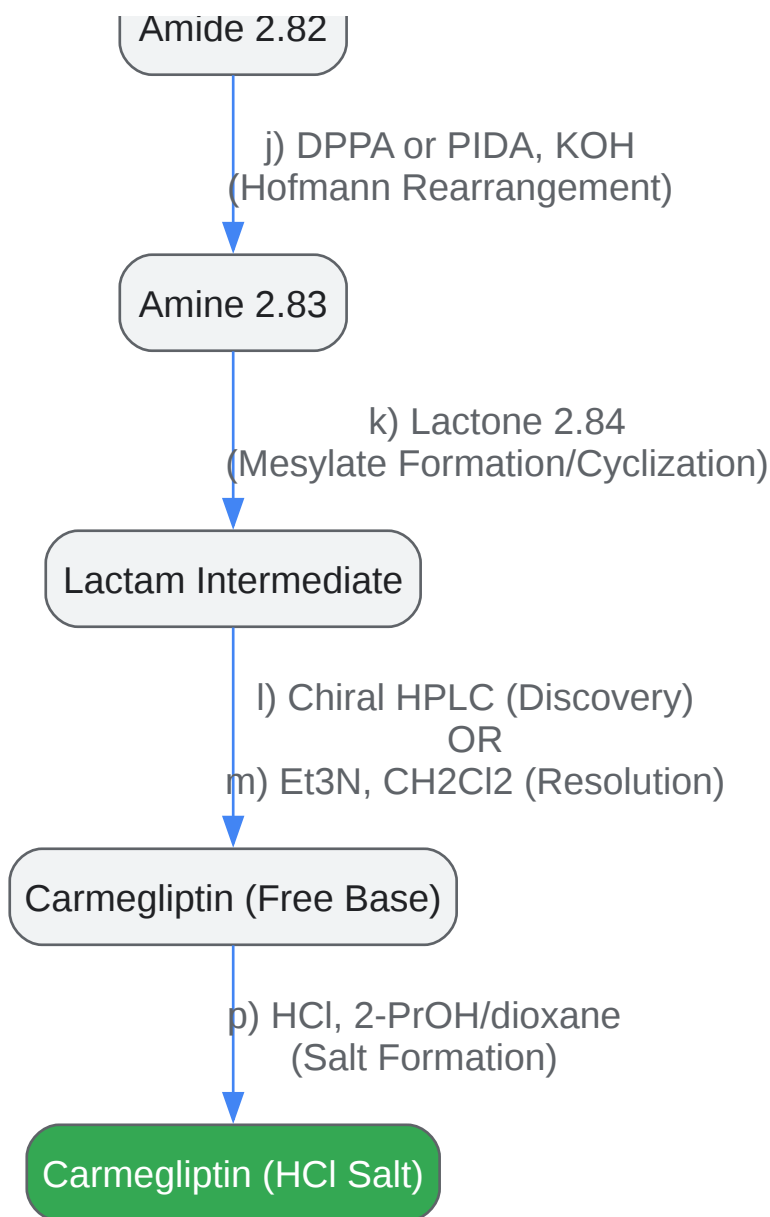 Amide 2.82
j) DPPA or PIDA, KOH
(Hofmann Rearrangement)
Amine 2.83
k) Lactone 2.84
(Mesylate Formation/Cyclization)
Lactam Intermediate
l) Chiral HPLC (Discovery)
OR
m) Et3N, CH2Cl2 (Resolution)
Carmegliptin (Free Base)
p) HCl, 2-PrOH/dioxane
(Salt Formation)
Carmegliptin (HCl Salt)